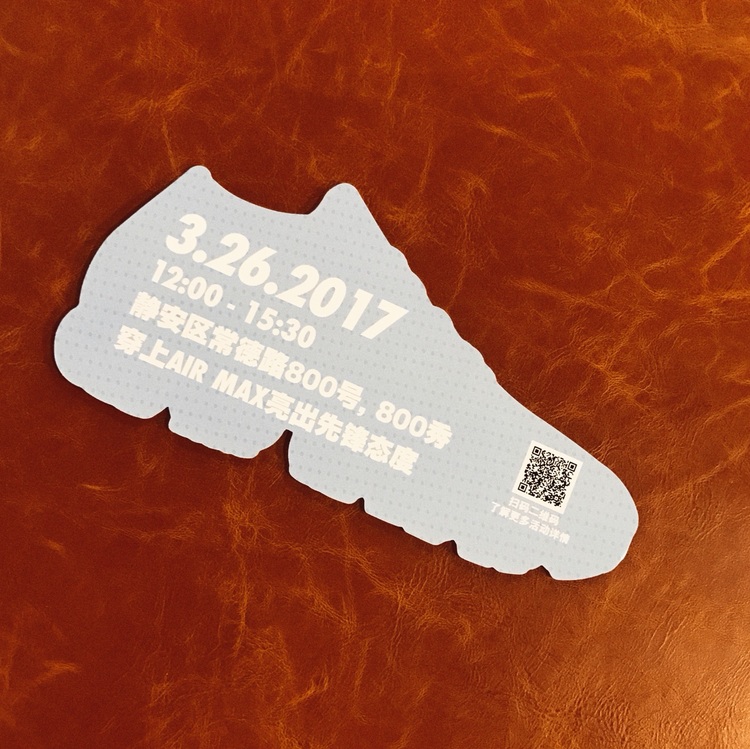 3.26.2017
12:00 - 15:30
静安区常德路800号, 800秀
穿上AIR MAX亮出先锋态度
扫码二维码
了解更多活动详情